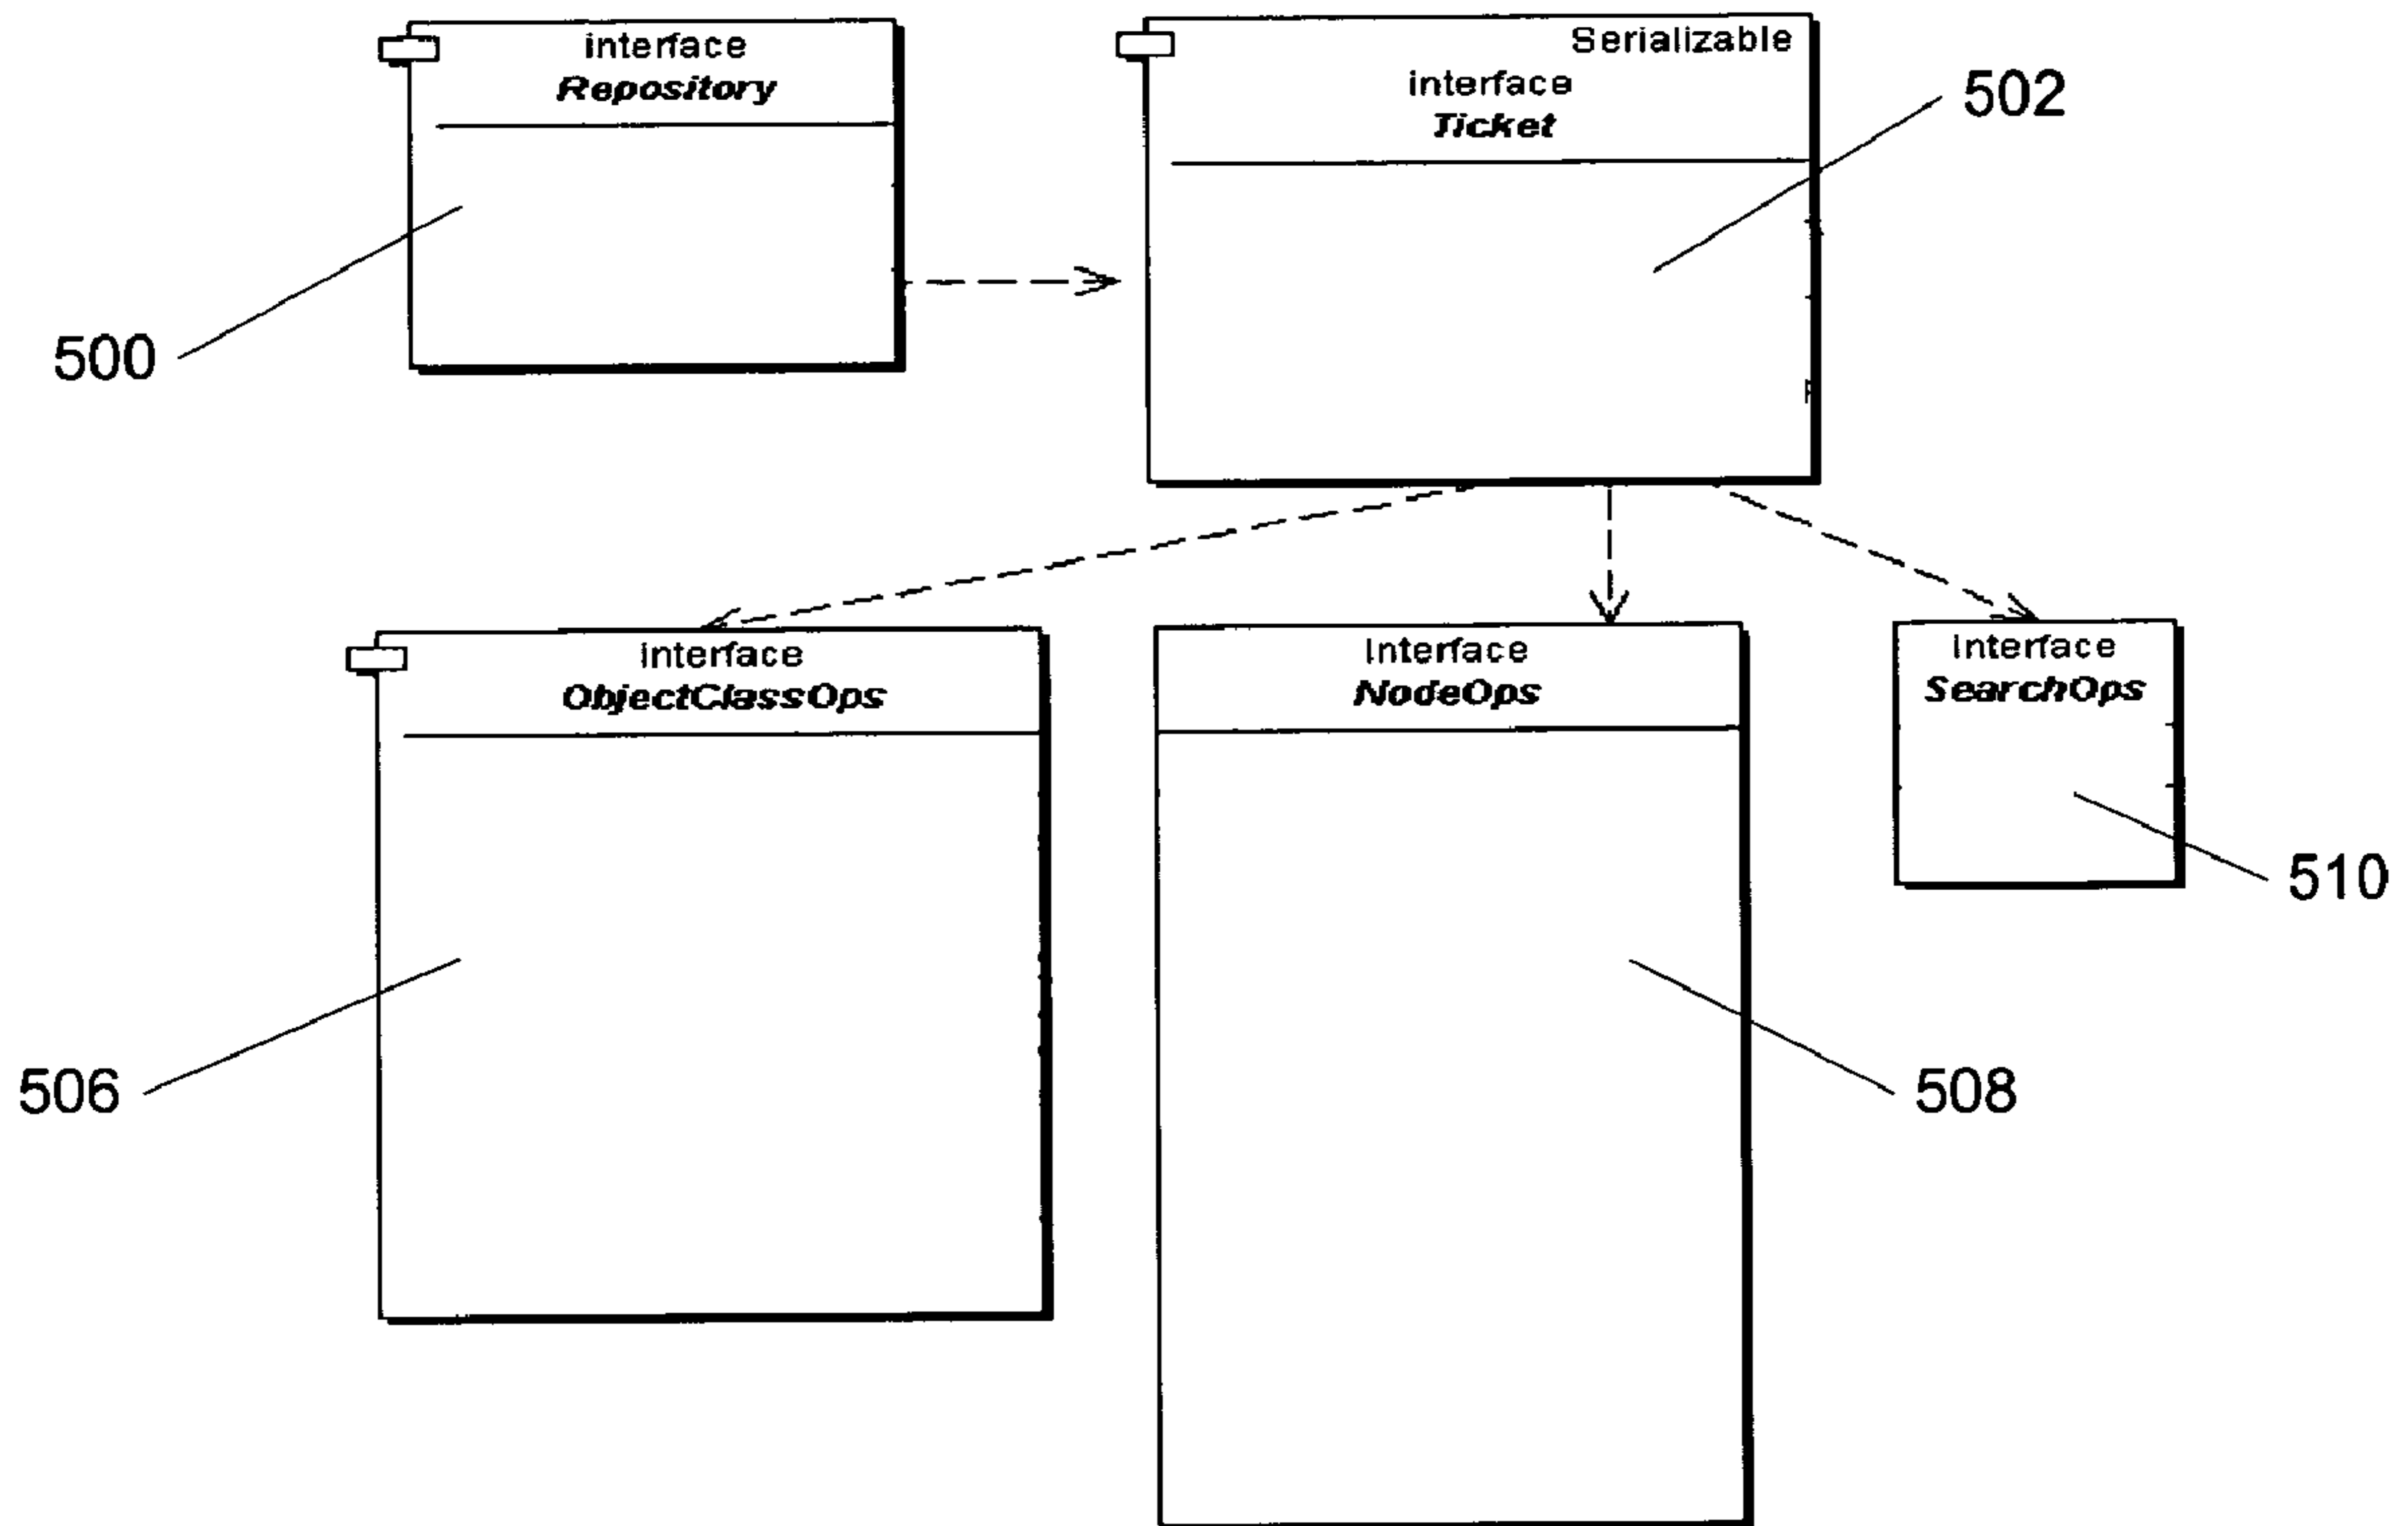 interface
Repository
Serializable
interface
Ticket
502
500
interface
ObjectClassOps
Interface
NodeOps
Interface
SearchOps
510
506
508